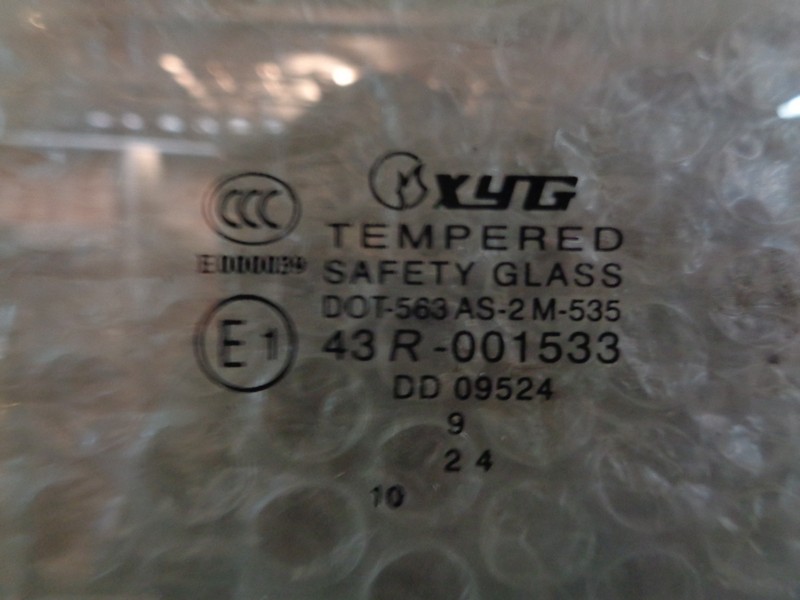 XYG
CCC
TEMPERED
SAFETY GLASS
DOT-563 AS-2 M-535
E1 43 R-001533
DD 09524
9
2 4
10